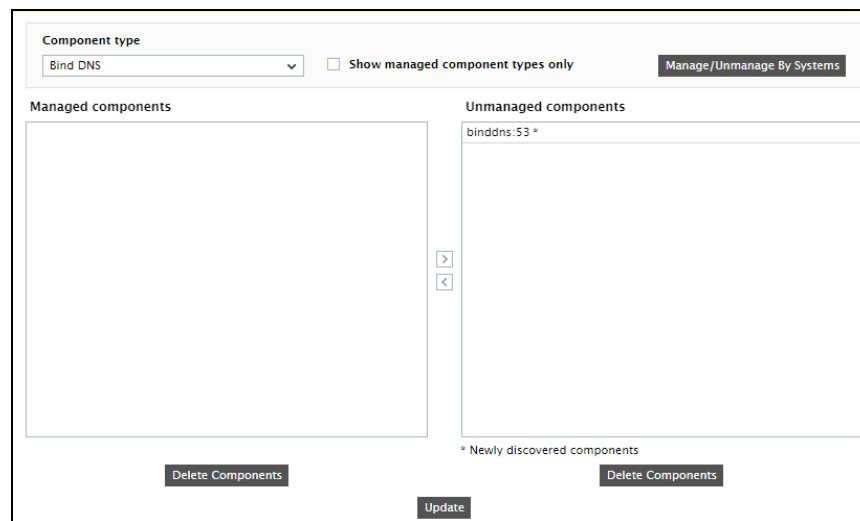 Component type
Bind DNS
Show managed component types only
Manage/Unmanage By Systems
Managed components
Unmanaged components
binddns:53 *
* Newly discovered components
Delete Components
Delete Components
Update